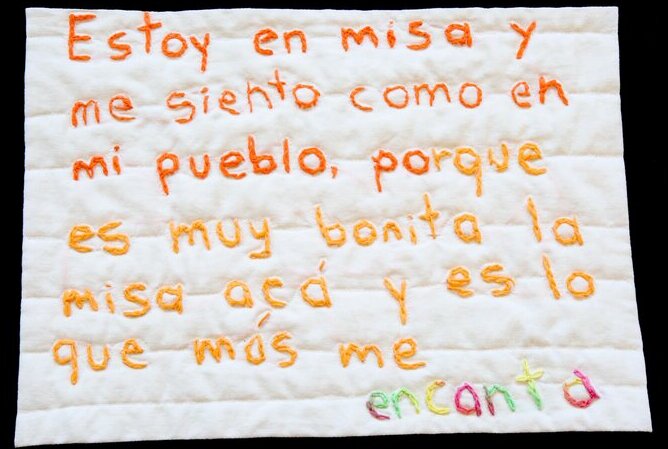 Estoy en misa y
me siento como en
mi pueblo, porque
es muy bonita la
misa acá y es lo
que más me
encanta